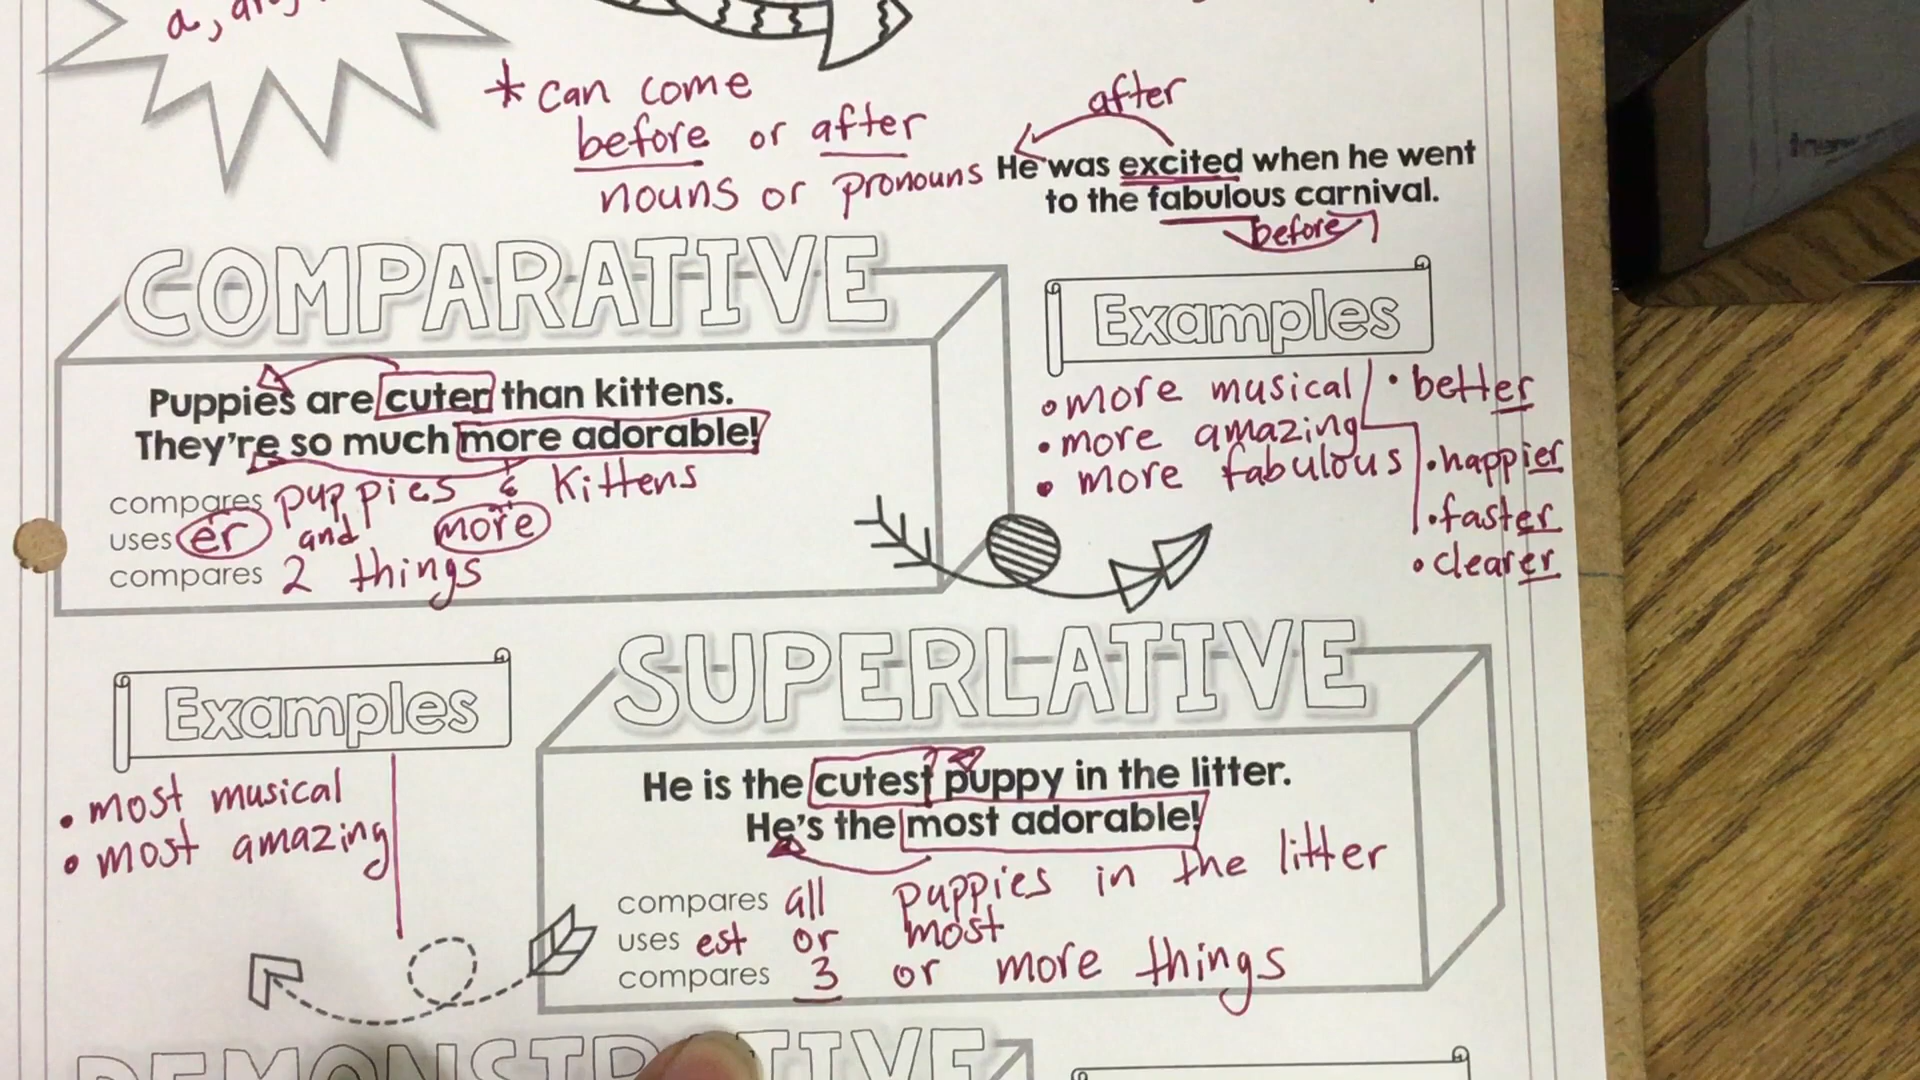 a,
* can come
before or after
nouns or pronouns
after
He was excited when he went
to the fabulous carnival.
before
COMPARATIVE
Puppies are cuter than kittens.
They're so much more adorable!
compares puppies & kittens
uses er and more
compares 2 things
Examples
• more musical
• more amazing
• more fabulous
• better
• happier
• faster
• clearer
Examples
• most musical
• most amazing
SUPERLATIVE
He is the cutest puppy in the litter.
He's the most adorable!
compares all puppies in the litter
uses est or most
compares 3 or more things